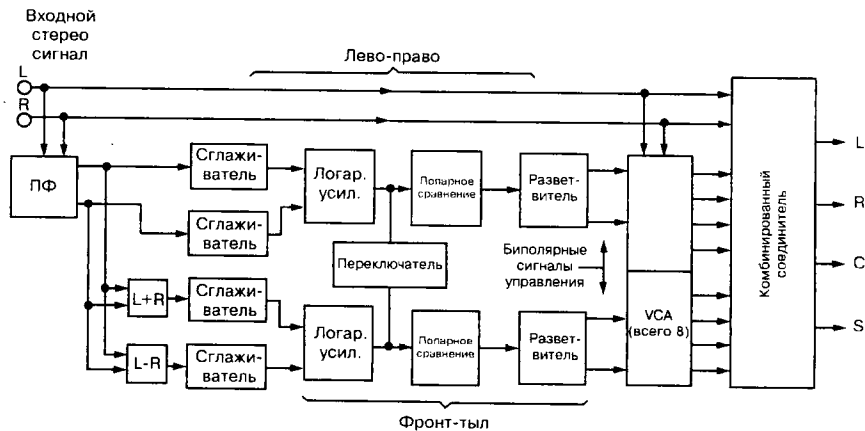 Входной
стерео
сигнал
L
R
Лево-право
ПФ
Сглажи-
ватель
Сглажи-
ватель
Логар.
усил.
Попарное
сравнение
Развет-
витель
Переключатель
Биполярные
сигналы
управления
L+R
Сглажи-
ватель
L-R
Сглажи-
ватель
Логар.
усил.
Попарное
сравнение
Развет-
витель
VCA
(всего 8)
Комбинированный
соединитель
L
R
C
S
Фронт-тыл